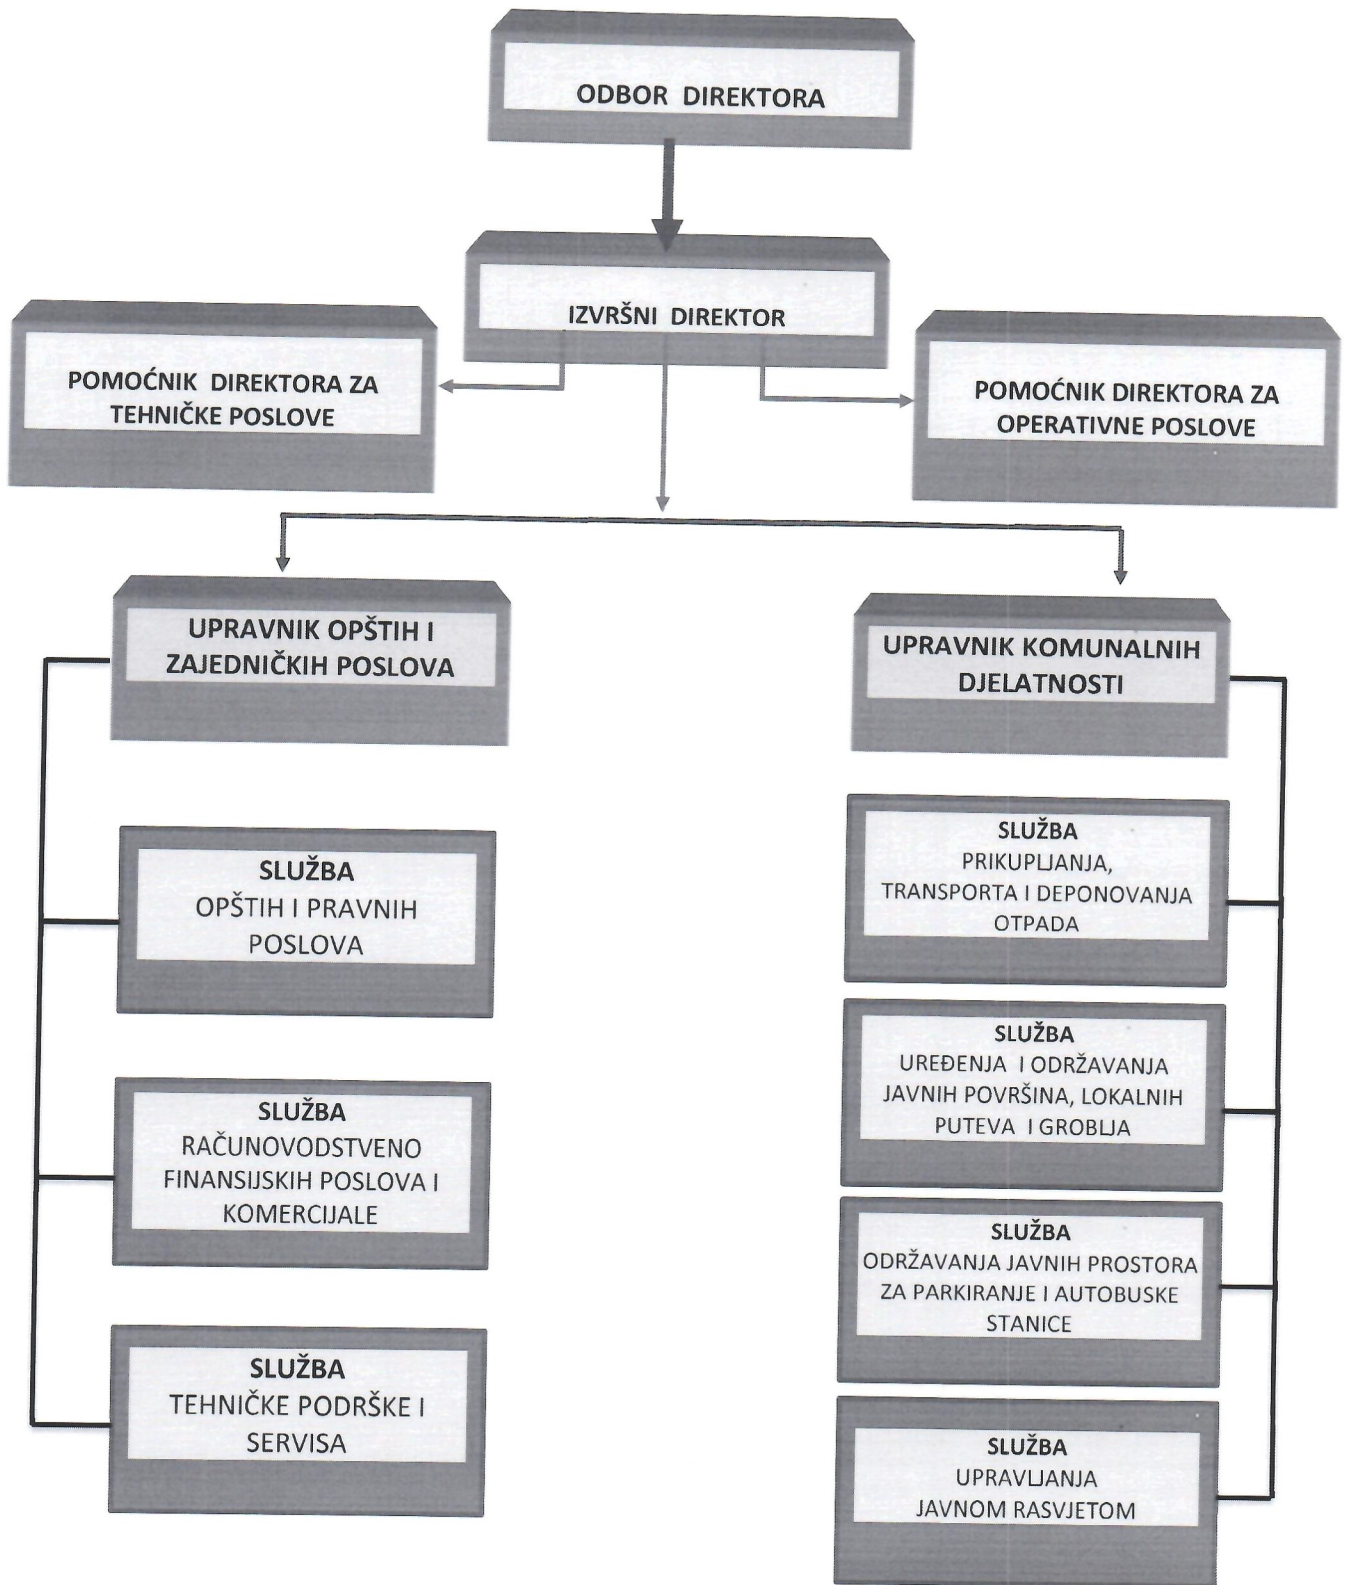 ODBOR DIREKTORA
IZVRŠNI DIREKTOR
POMOĆNIK DIREKTORA ZA
TEHNIČKE POSLOVE
POMOĆNIK DIREKTORA ZA
OPERATIVNE POSLOVE
UPRAVNIK OPŠTIH I
ZAJEDNIČKIH POSLOVA
SLUŽBA
OPŠTIH I PRAVNIH
POSLOVA
SLUŽBA
RAČUNOVODSTVENO
FINANSIJSKIH POSLOVA I
KOMERCIJALE
SLUŽBA
TEHNIČKE PODRŠKE I
SERVISA
UPRAVNIK KOMUNALNIH
DJELATNOSTI
SLUŽBA
PRIKUPLJANJA,
TRANSPORTA I DEPONOVANJA
OTPADA
SLUŽBA
UREĐENJA I ODRŽAVANJA
JAVNIH POVRŠINA, LOKALNIH
PUTEVA I GROBLJA
SLUŽBA
ODRŽAVANJA JAVNIH PROSTORA
ZA PARKIRANJE I AUTOBUSKE
STANICE
SLUŽBA
UPRAVLJANJA
JAVNOM RASVJETOM